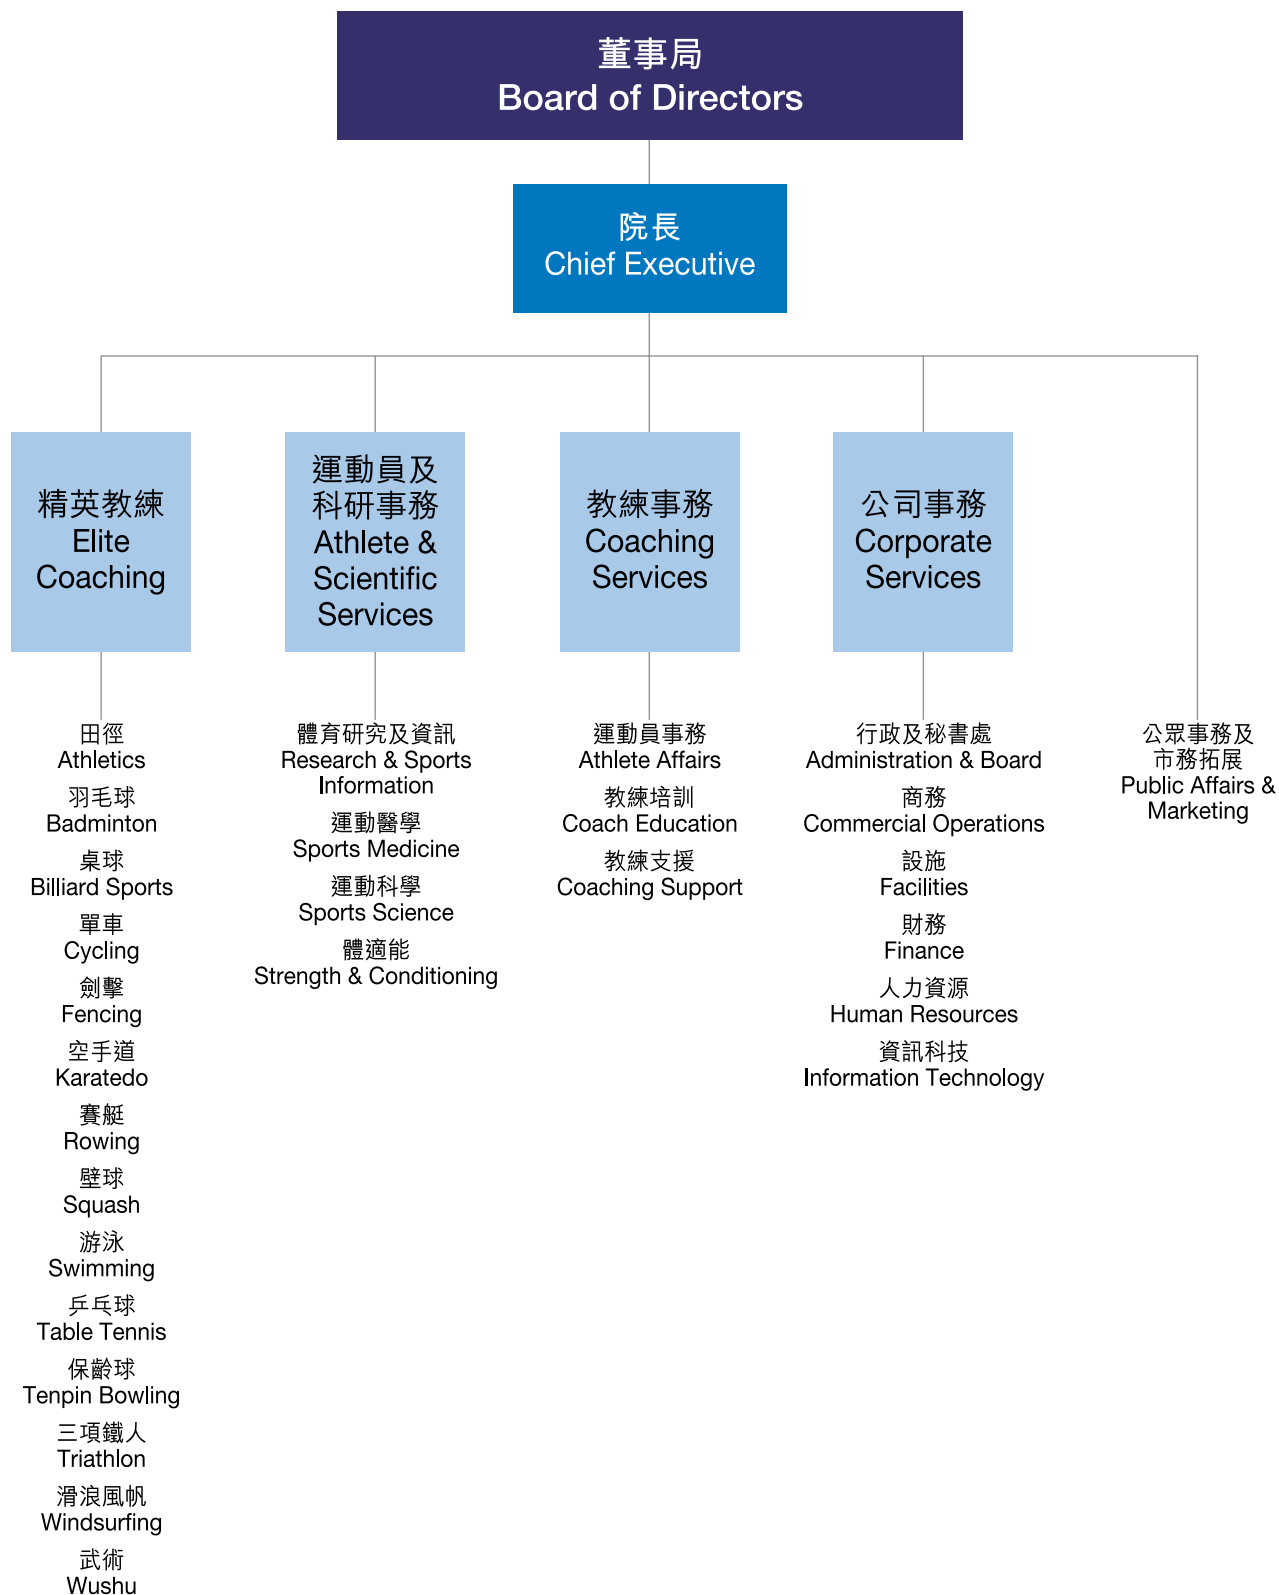 董事局
Board of Directors
院長
Chief Executive
精英教練
Elite
Coaching
運動員及
科研事務
Athlete &
Scientific
Services
教練事務
Coaching
Services
公司事務
Corporate
Services
田徑
Athletics
羽毛球
Badminton
桌球
Billiard Sports
單車
Cycling
劍擊
Fencing
空手道
Karatedo
賽艇
Rowing
壁球
Squash
游泳
Swimming
乒乓球
Table Tennis
保齡球
Tenpin Bowling
三項鐵人
Triathlon
滑浪風帆
Windsurfing
武術
Wushu
體育研究及資訊
Research & Sports
Information
運動醫學
Sports Medicine
運動科學
Sports Science
體適能
Strength & Conditioning
運動員事務
Athlete Affairs
教練培訓
Coach Education
教練支援
Coaching Support
行政及秘書處
Administration & Board
商務
Commercial Operations
設施
Facilities
財務
Finance
人力資源
Human Resources
資訊科技
Information Technology
公眾事務及
市務拓展
Public Affairs &
Marketing